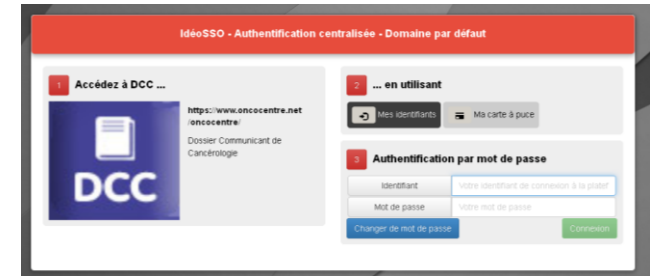 IdéoSSO - Authentification centralisée - Domaine par défaut
1 Accédez à DCC ...
DCC
https://www.oncocentre.net
/oncocentre/
Dossier Communicant de
Cancérologie
2 ... en utilisant
Mes identifiants
Ma carte à puce
3 Authentification par mot de passe
Identifiant
Votre identifiant de connexion à la platef
Mot de passe
Votre mot de passe
Changer de mot de passe
Connexion